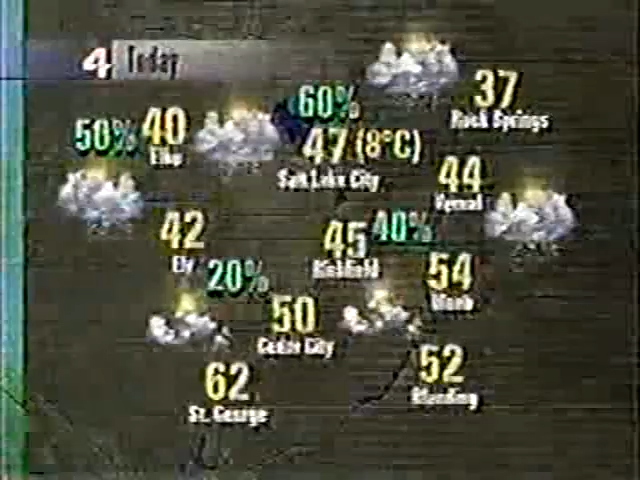 4 Today
60%
37
Rock Springs
50% 40
Elko
47 (8°C)
Salt Lake City
44
Vernal
42
Ely
45 40%
Richfield
20%
54
Moab
50
Cedar City
62
St. George
52
Blanding